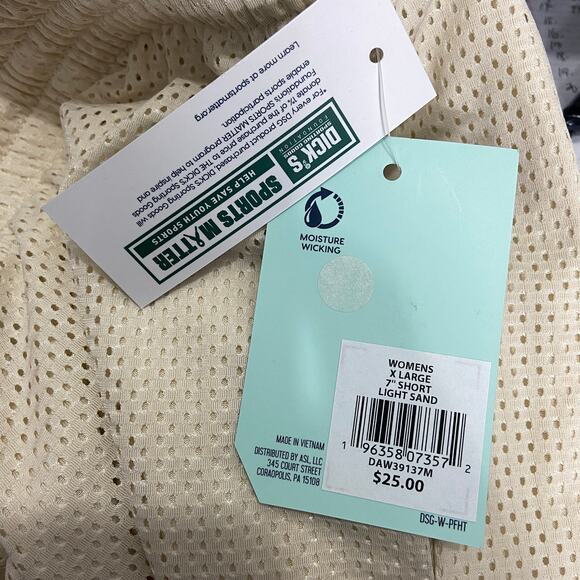 DICK'S
SPORTING GOODS
FOUNDATION
SPORTS MATTER
HELP SAVE YOUTH SPORTS
*For every DSG product purchased, DICK'S Sporting Goods will
donate 1% of the purchase price to THE DICK'S Sporting Goods
Foundation's SPORTS MATTER program to help inspire and
enable sports participation.
Learn more at sportsmatter.org
MOISTURE
WICKING
WOMENS
X LARGE
7" SHORT
LIGHT SAND
1 96358 07357 2
DAW39137M
$25.00
MADE IN VIETNAM
DISTRIBUTED BY ASL, LLC
345 COURT STREET
CORAOPOLIS, PA 15108
DSG-W-PFHT